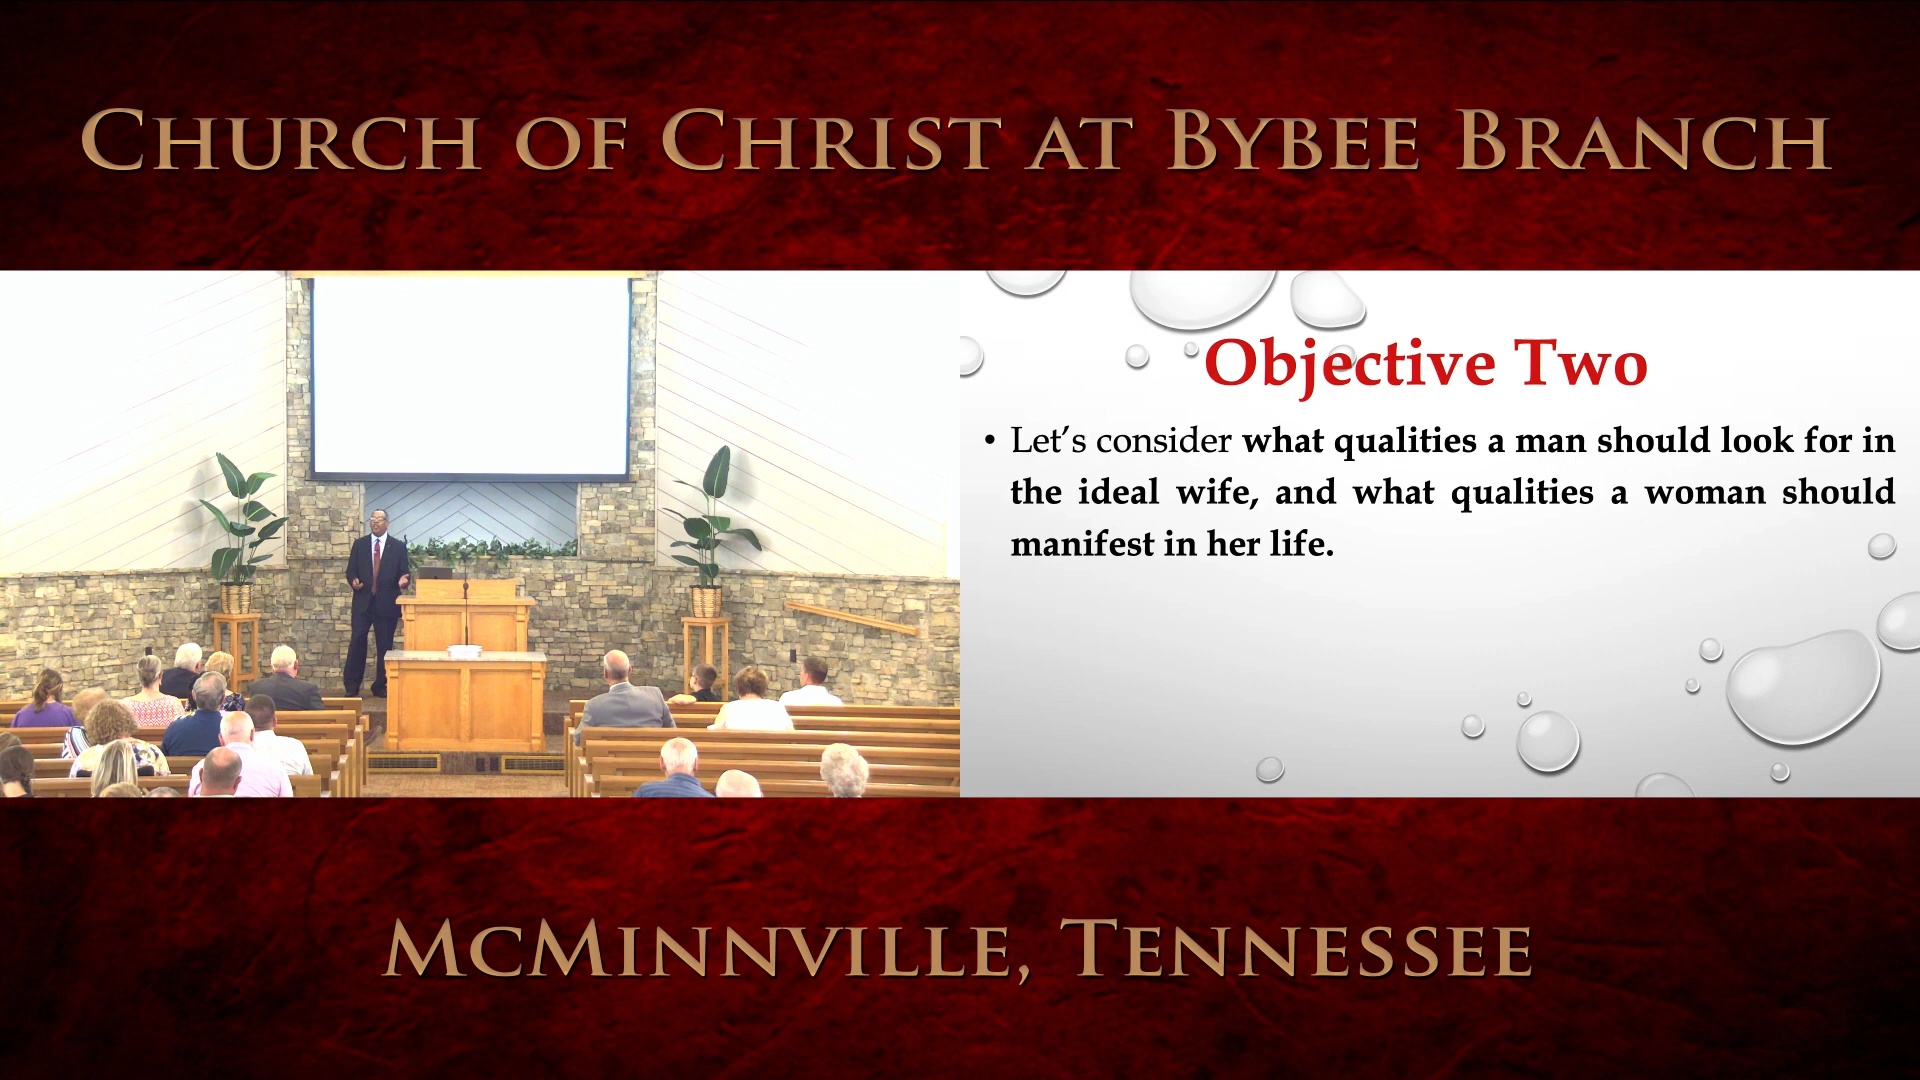 Church of Christ at Bybee Branch
Objective Two
• Let’s consider what qualities a man should look for in
the ideal wife, and what qualities a woman should
manifest in her life.
McMinnville, Tennessee